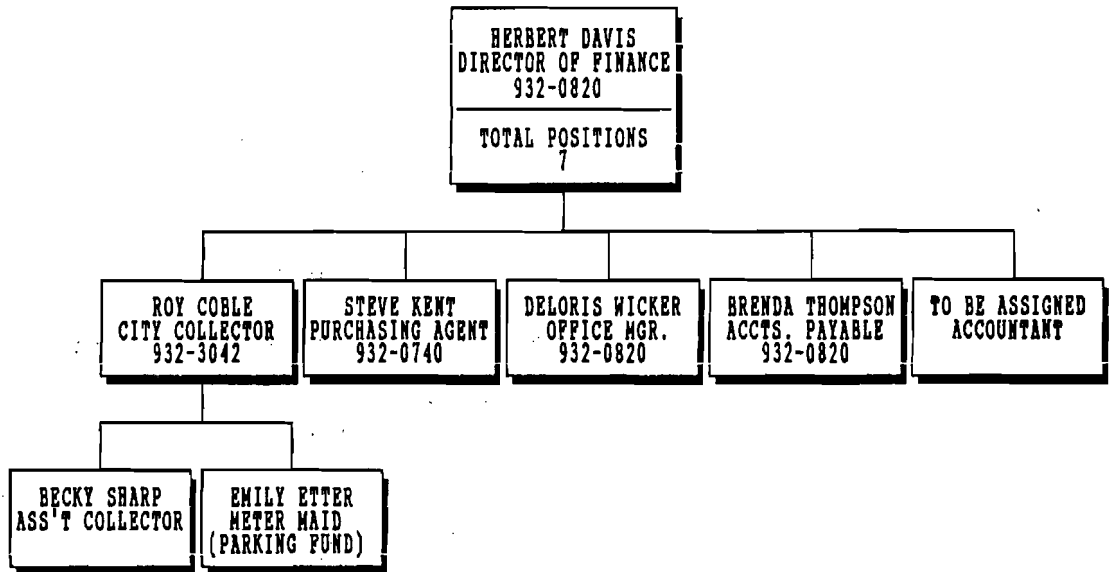 HERBERT DAVIS
DIRECTOR OF FINANCE
932-0820
TOTAL POSITIONS
7
ROY COBLE
CITY COLLECTOR
932-3042
STEVE KENT
PURCHASING AGENT
932-0740
DELORIS WICKER
OFFICE MGR.
932-0820
BRENDA THOMPSON
ACCTS. PAYABLE
932-0820
TO BE ASSIGNED
ACCOUNTANT
BECKY SHARP
ASS'T COLLECTOR
EMILY ETTER
METER MAID
(PARKING FUND)